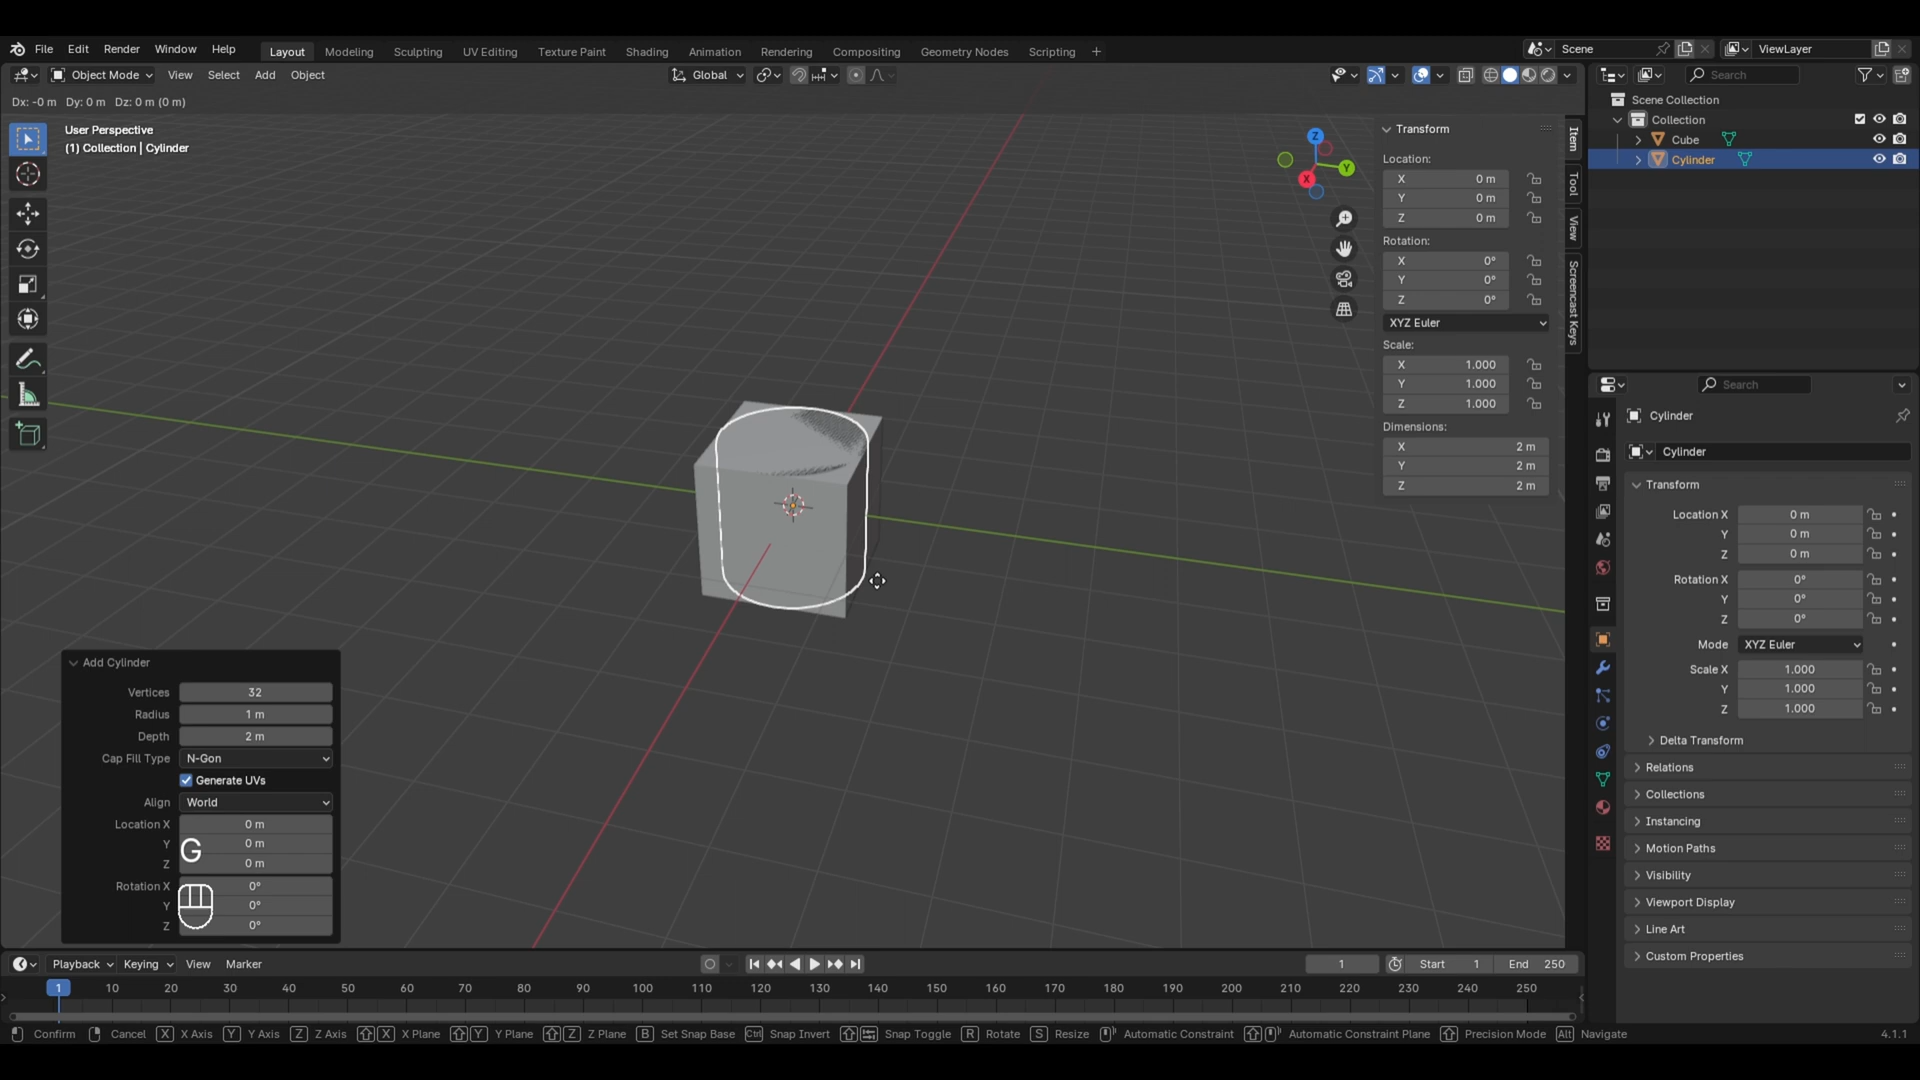 File Edit Render Window Help Layout Modeling Sculpting UV Editing Texture Paint Shading Animation Rendering Compositing Geometry Nodes Scripting + Scene ViewLayer
Object Mode View Select Add Object Global Search
Dx: -0 m Dy: 0 m Dz: 0 m (0 m)
User Perspective
(1) Collection | Cylinder
Z
Y
X
Transform
Location:
X 0 m
Y 0 m
Z 0 m
Rotation:
X 0°
Y 0°
Z 0°
XYZ Euler
Scale:
X 1.000
Y 1.000
Z 1.000
Dimensions:
X 2 m
Y 2 m
Z 2 m
Item
Tool
View
Screencast Keys
Scene Collection
Collection
Cube
Cylinder
Search
Cylinder
Cylinder
Transform
Location X 0 m
Y 0 m
Z 0 m
Rotation X 0°
Y 0°
Z 0°
Mode XYZ Euler
Scale X 1.000
Y 1.000
Z 1.000
Delta Transform
Relations
Collections
Instancing
Motion Paths
Visibility
Viewport Display
Line Art
Custom Properties
Add Cylinder
Vertices 32
Radius 1 m
Depth 2 m
Cap Fill Type N-Gon
Generate UVs
Align World
Location X 0 m
Y 0 m
Z 0 m
G
Rotation X 0°
Y 0°
Z 0°
Playback Keying View Marker 1 Start 1 End 250
1 10 20 30 40 50 60 70 80 90 100 110 120 130 140 150 160 170 180 190 200 210 220 230 240 250
Confirm Cancel X X Axis Y Y Axis Z Z Axis X X Plane Y Y Plane Z Z Plane B Set Snap Base Ctrl Snap Invert Snap Toggle R Rotate S Resize Automatic Constraint Automatic Constraint Plane Precision Mode Alt Navigate 4.1.1